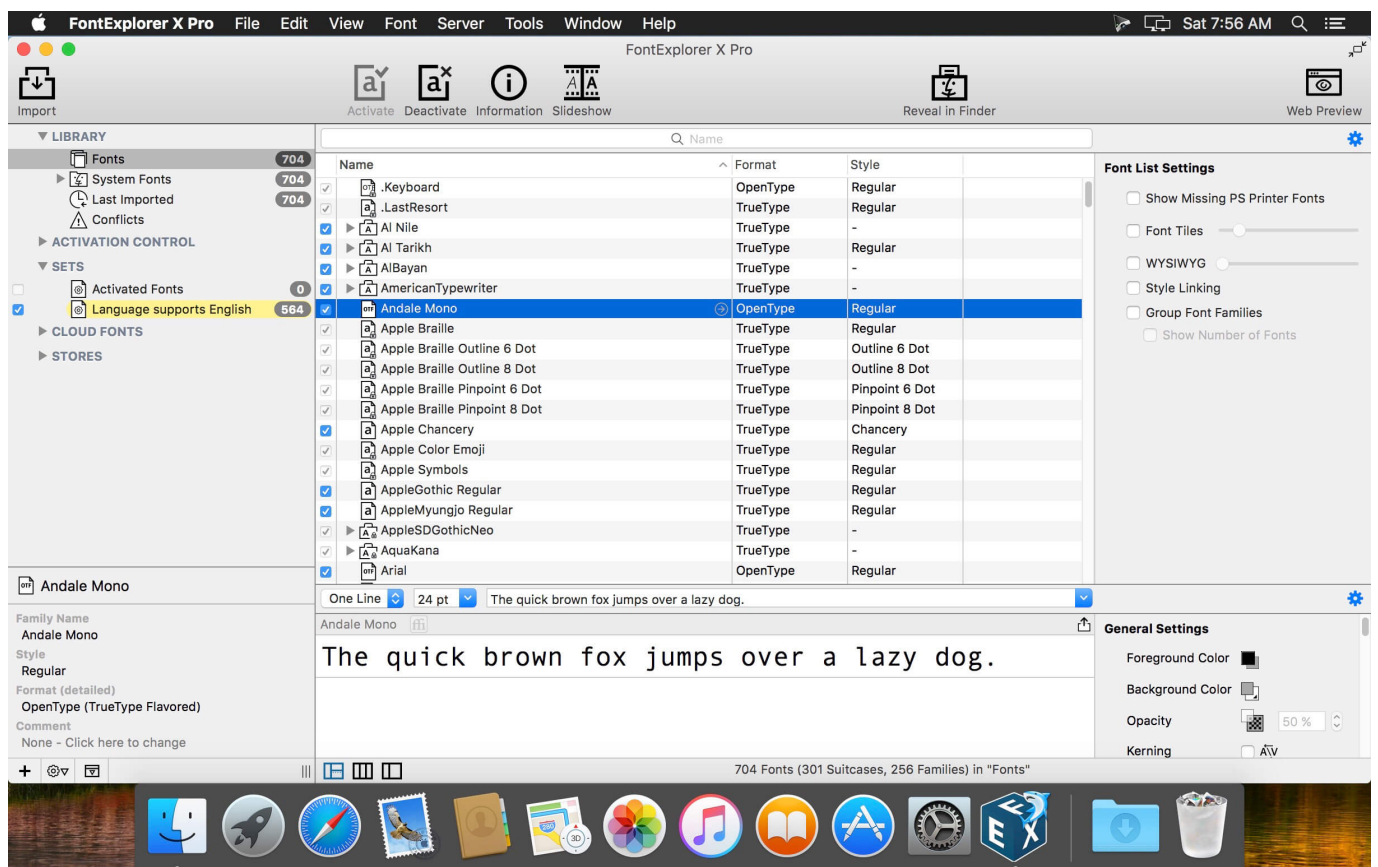 FontExplorer X Pro File Edit View Font Server Tools Window Help Sat 7:56 AM
FontExplorer X Pro
Import Activate Deactivate Information Slideshow Reveal in Finder Web Preview
LIBRARY
Fonts 704
System Fonts 704
Last Imported 704
Conflicts
ACTIVATION CONTROL
SETS
Activated Fonts 0
Language supports English 564
CLOUD FONTS
STORES
Name
Name Format Style
.Keyboard OpenType Regular
.LastResort TrueType Regular
Al Nile TrueType -
Al Tarikh TrueType Regular
AlBayan TrueType -
AmericanTypewriter TrueType -
Andale Mono OpenType Regular
Apple Braille TrueType Regular
Apple Braille Outline 6 Dot TrueType Outline 6 Dot
Apple Braille Outline 8 Dot TrueType Outline 8 Dot
Apple Braille Pinpoint 6 Dot TrueType Pinpoint 6 Dot
Apple Braille Pinpoint 8 Dot TrueType Pinpoint 8 Dot
Apple Chancery TrueType Chancery
Apple Color Emoji TrueType Regular
Apple Symbols TrueType Regular
AppleGothic Regular TrueType Regular
AppleMyungjo Regular TrueType Regular
AppleSDGothicNeo TrueType -
AquaKana TrueType -
Arial OpenType Regular
Font List Settings
Show Missing PS Printer Fonts
Font Tiles
WYSIWYG
Style Linking
Group Font Families
Show Number of Fonts
Andale Mono
Family Name
Andale Mono
Style
Regular
Format (detailed)
OpenType (TrueType Flavored)
Comment
None - Click here to change
One Line 24 pt The quick brown fox jumps over a lazy dog.
Andale Mono ffi
The quick brown fox jumps over a lazy dog.
General Settings
Foreground Color
Background Color
Opacity 50 %
Kerning AV
704 Fonts (301 Suitcases, 256 Families) in "Fonts"